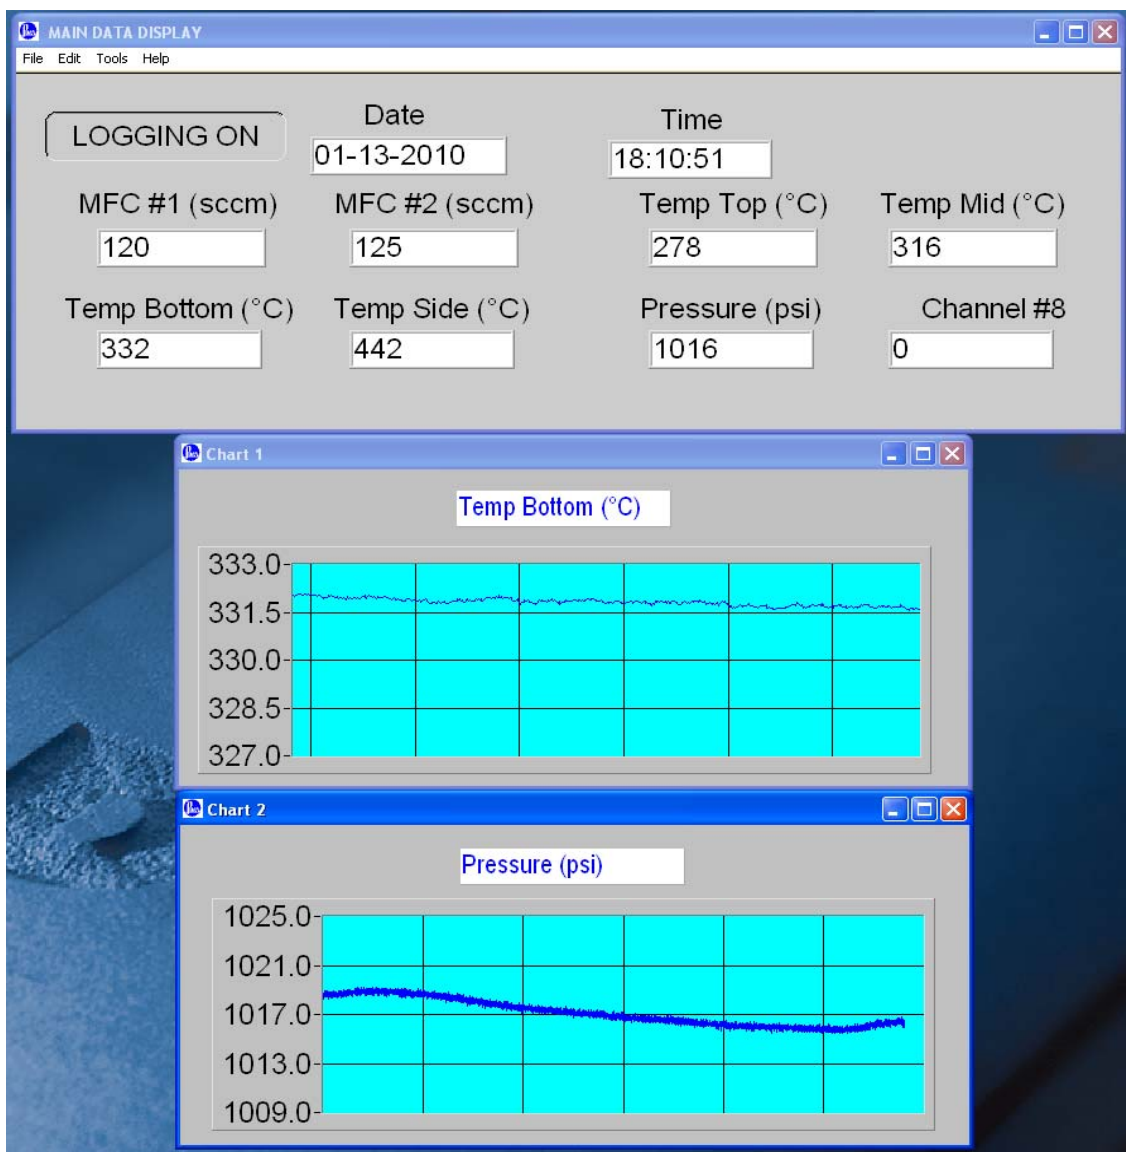 MAIN DATA DISPLAY
File Edit Tools Help
LOGGING ON
Date
01-13-2010
Time
18:10:51
MFC #1 (sccm)
120
MFC #2 (sccm)
125
Temp Top (°C)
278
Temp Mid (°C)
316
Temp Bottom (°C)
332
Temp Side (°C)
442
Pressure (psi)
1016
Channel #8
0
Chart 1
Temp Bottom (°C)
333.0
331.5
330.0
328.5
327.0
Chart 2
Pressure (psi)
1025.0
1021.0
1017.0
1013.0
1009.0